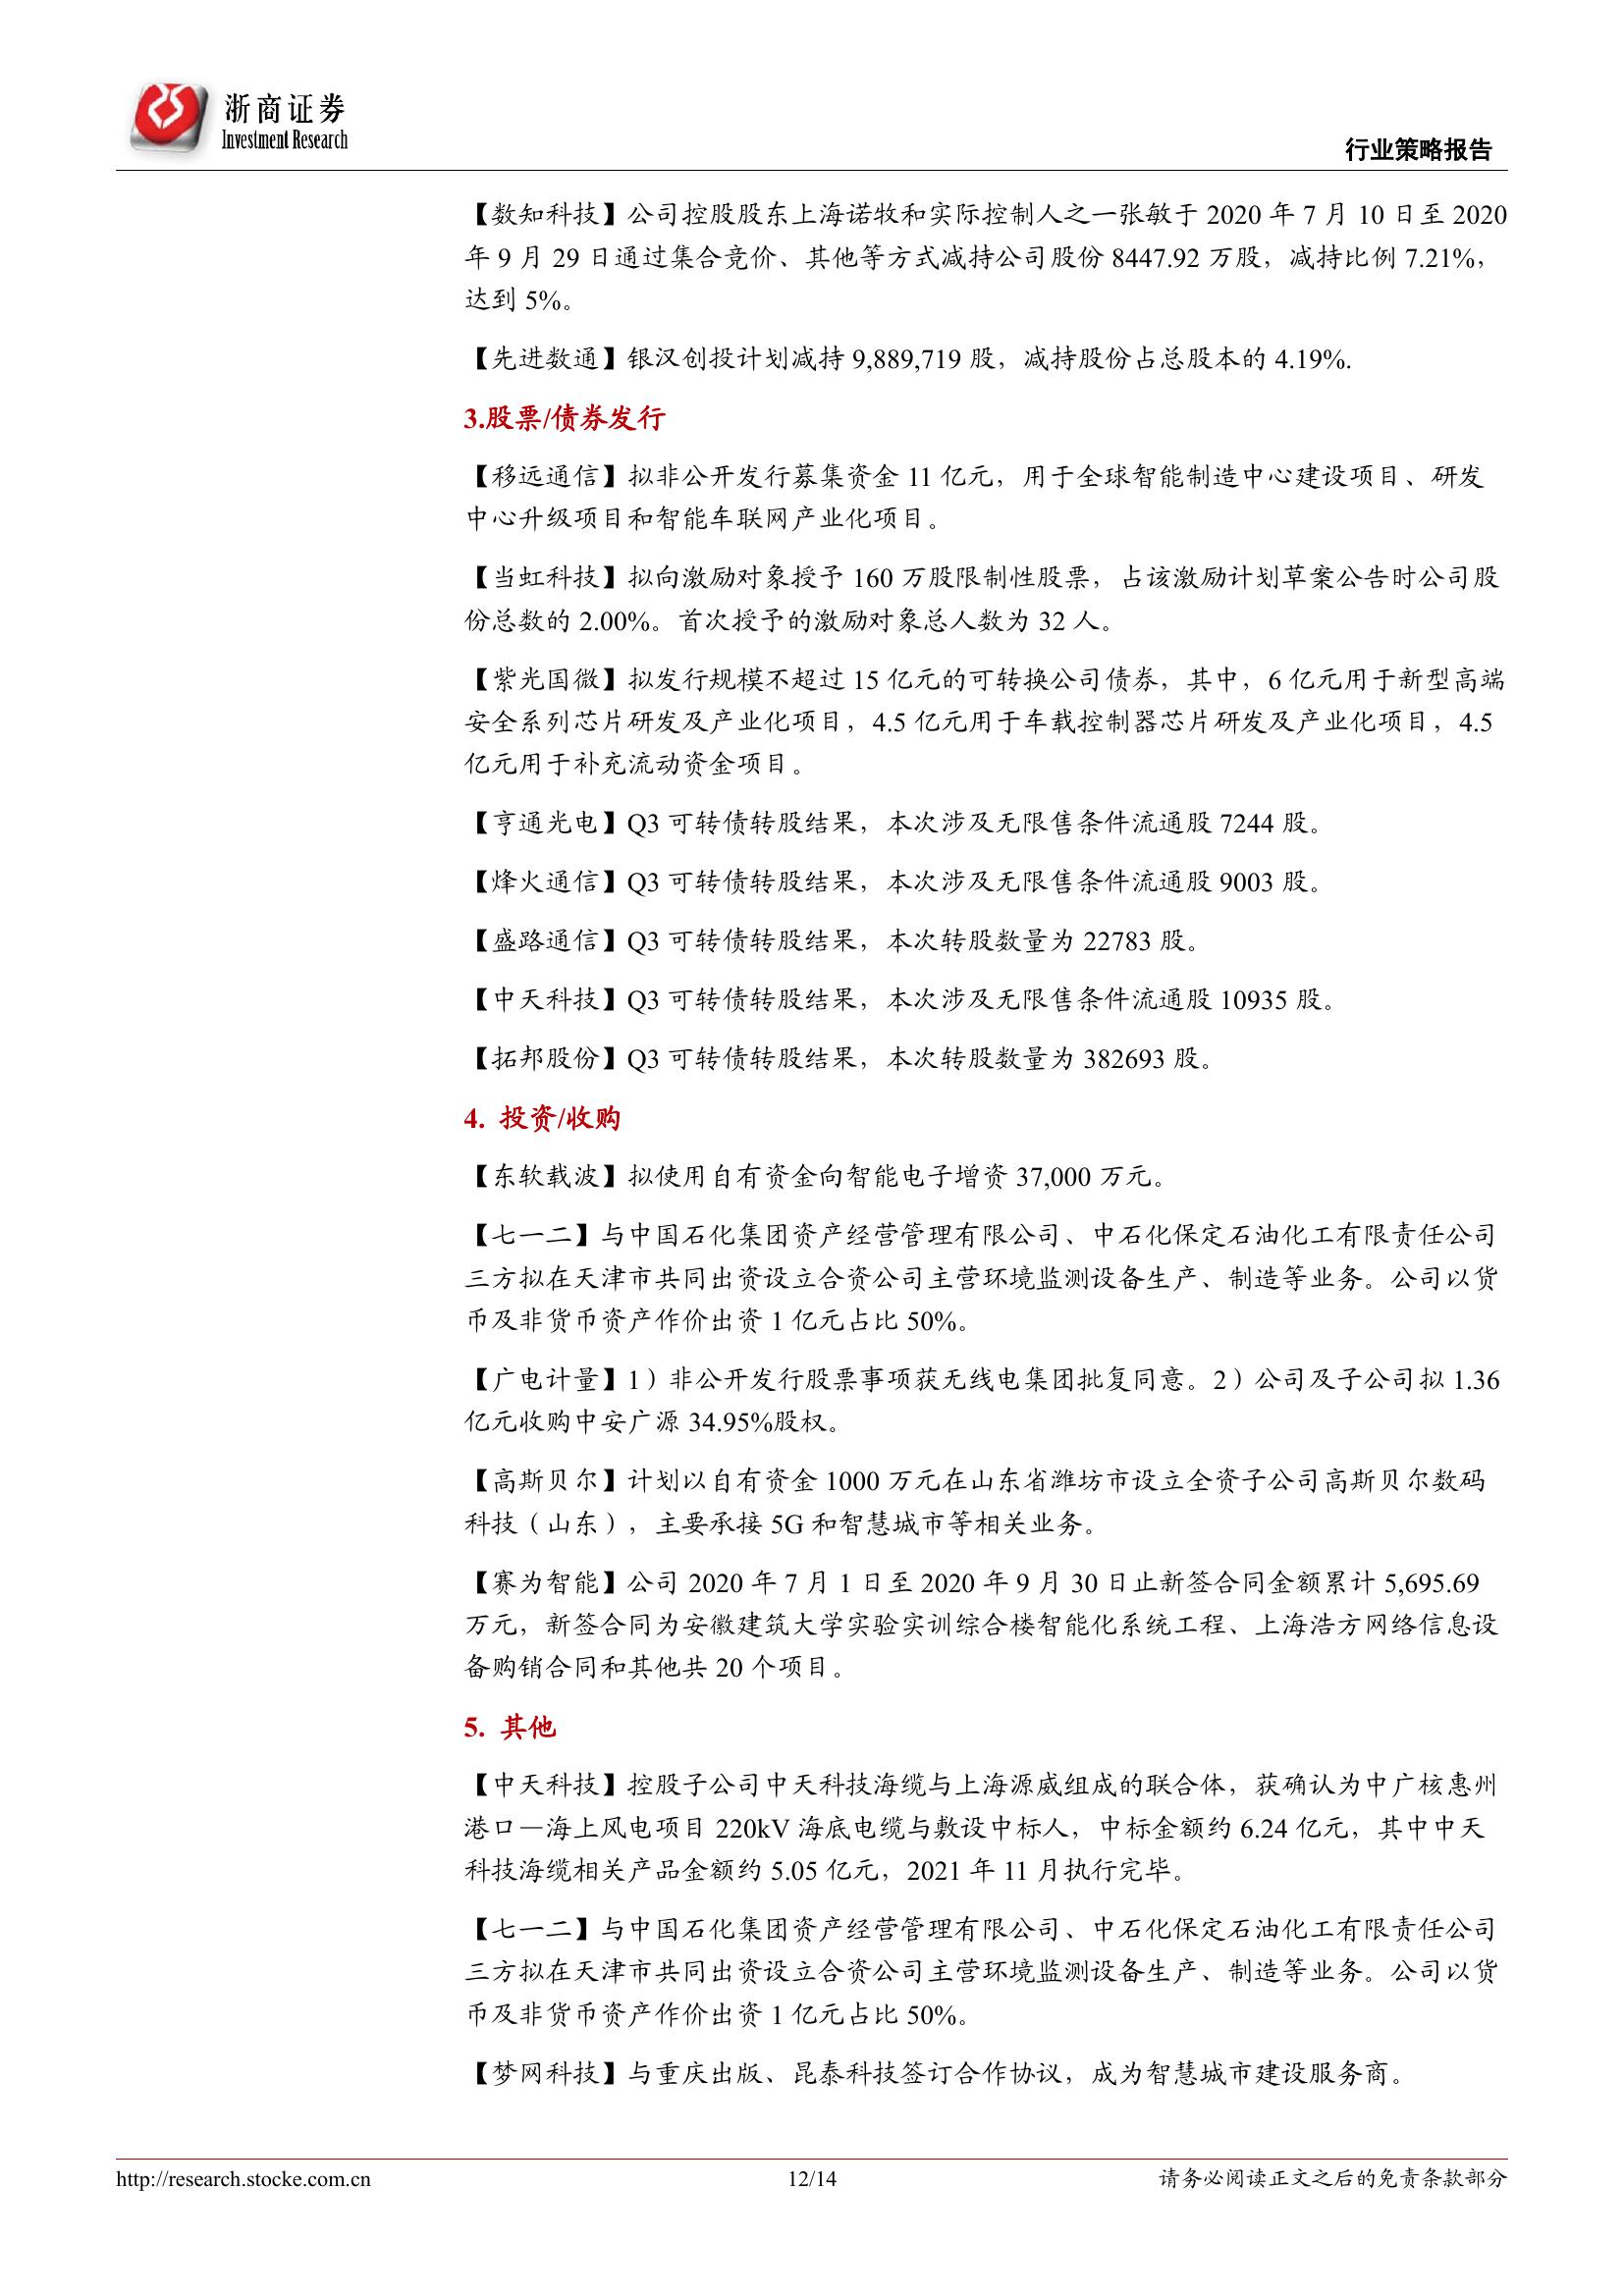 浙商证券
Investment Research
行业策略报告
【数知科技】公司控股股东上海诺牧和实际控制人之一张敏于 2020 年 7 月 10 日至 2020
年 9 月 29 日通过集合竞价、其他等方式减持公司股份 8447.92 万股，减持比例 7.21%，
达到 5%。
【先进数通】银汉创投计划减持 9,889,719 股，减持股份占总股本的 4.19%.
3.股票/债券发行
【移远通信】拟非公开发行募集资金 11 亿元，用于全球智能制造中心建设项目、研发
中心升级项目和智能车联网产业化项目。
【当虹科技】拟向激励对象授予 160 万股限制性股票，占该激励计划草案公告时公司股
份总数的 2.00%。首次授予的激励对象总人数为 32 人。
【紫光国微】拟发行规模不超过 15 亿元的可转换公司债券，其中，6 亿元用于新型高端
安全系列芯片研发及产业化项目，4.5 亿元用于车载控制器芯片研发及产业化项目，4.5
亿元用于补充流动资金项目。
【亨通光电】Q3 可转债转股结果，本次涉及无限售条件流通股 7244 股。
【烽火通信】Q3 可转债转股结果，本次涉及无限售条件流通股 9003 股。
【盛路通信】Q3 可转债转股结果，本次转股数量为 22783 股。
【中天科技】Q3 可转债转股结果，本次涉及无限售条件流通股 10935 股。
【拓邦股份】Q3 可转债转股结果，本次转股数量为 382693 股。
4. 投资/收购
【东软载波】拟使用自有资金向智能电子增资 37,000 万元。
【七一二】与中国石化集团资产经营管理有限公司、中石化保定石油化工有限责任公司
三方拟在天津市共同出资设立合资公司主营环境监测设备生产、制造等业务。公司以货
币及非货币资产作价出资 1 亿元占比 50%。
【广电计量】1）非公开发行股票事项获无线电集团批复同意。2）公司及子公司拟 1.36
亿元收购中安广源 34.95%股权。
【高斯贝尔】计划以自有资金 1000 万元在山东省潍坊市设立全资子公司高斯贝尔数码
科技（山东），主要承接 5G 和智慧城市等相关业务。
【赛为智能】公司 2020 年 7 月 1 日至 2020 年 9 月 30 日止新签合同金额累计 5,695.69
万元，新签合同为安徽建筑大学实验实训综合楼智能化系统工程、上海浩方网络信息设
备购销合同和其他共 20 个项目。
5. 其他
【中天科技】控股子公司中天科技海缆与上海源威组成的联合体，获确认为中广核惠州
港口一海上风电项目 220kV 海底电缆与敷设中标人，中标金额约 6.24 亿元，其中中天
科技海缆相关产品金额约 5.05 亿元，2021 年 11 月执行完毕。
【七一二】与中国石化集团资产经营管理有限公司、中石化保定石油化工有限责任公司
三方拟在天津市共同出资设立合资公司主营环境监测设备生产、制造等业务。公司以货
币及非货币资产作价出资 1 亿元占比 50%。
【梦网科技】与重庆出版、昆泰科技签订合作协议，成为智慧城市建设服务商。
http://research.stocke.com.cn
12/14
请务必阅读正文之后的免责条款部分